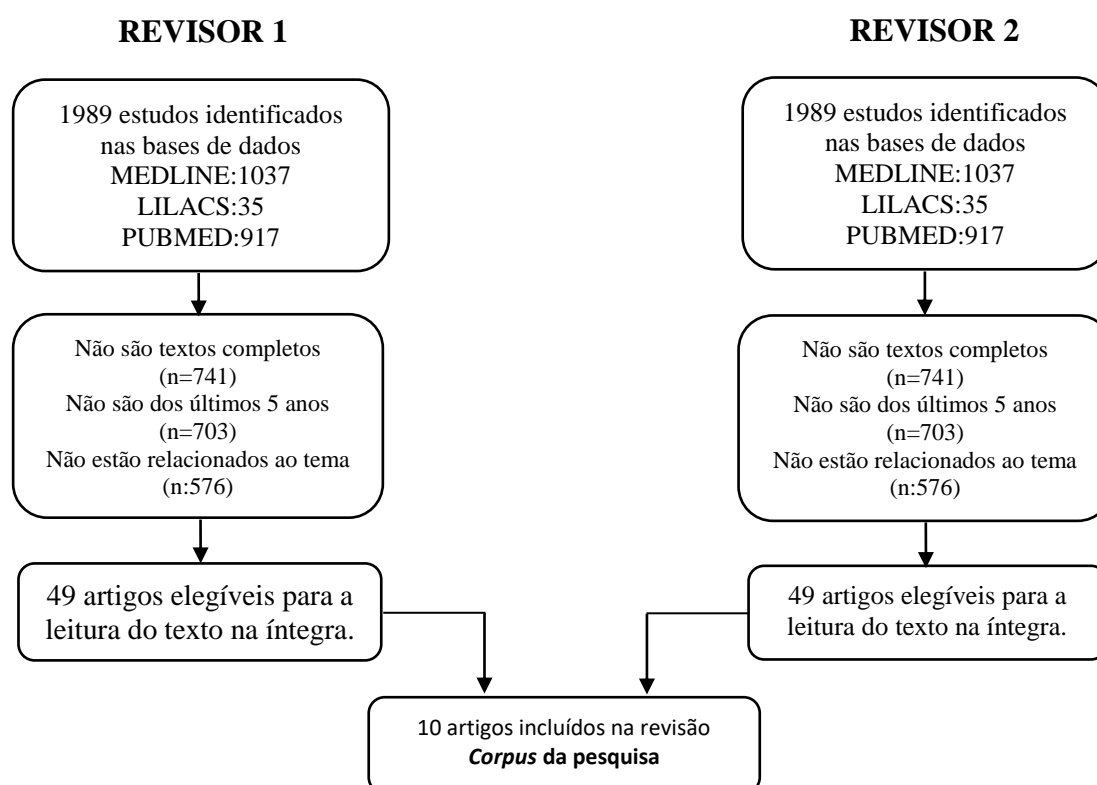 REVISOR 1
1989 estudos identificados
nas bases de dados
MEDLINE:1037
LILACS:35
PUBMED:917
Não são textos completos
(n=741)
Não são dos últimos 5 anos
(n=703)
Não estão relacionados ao tema
(n:576)
49 artigos elegíveis para a
leitura do texto na íntegra.
REVISOR 2
1989 estudos identificados
nas bases de dados
MEDLINE:1037
LILACS:35
PUBMED:917
Não são textos completos
(n=741)
Não são dos últimos 5 anos
(n=703)
Não estão relacionados ao tema
(n:576)
49 artigos elegíveis para a
leitura do texto na íntegra.
10 artigos incluídos na revisão
Corpus da pesquisa